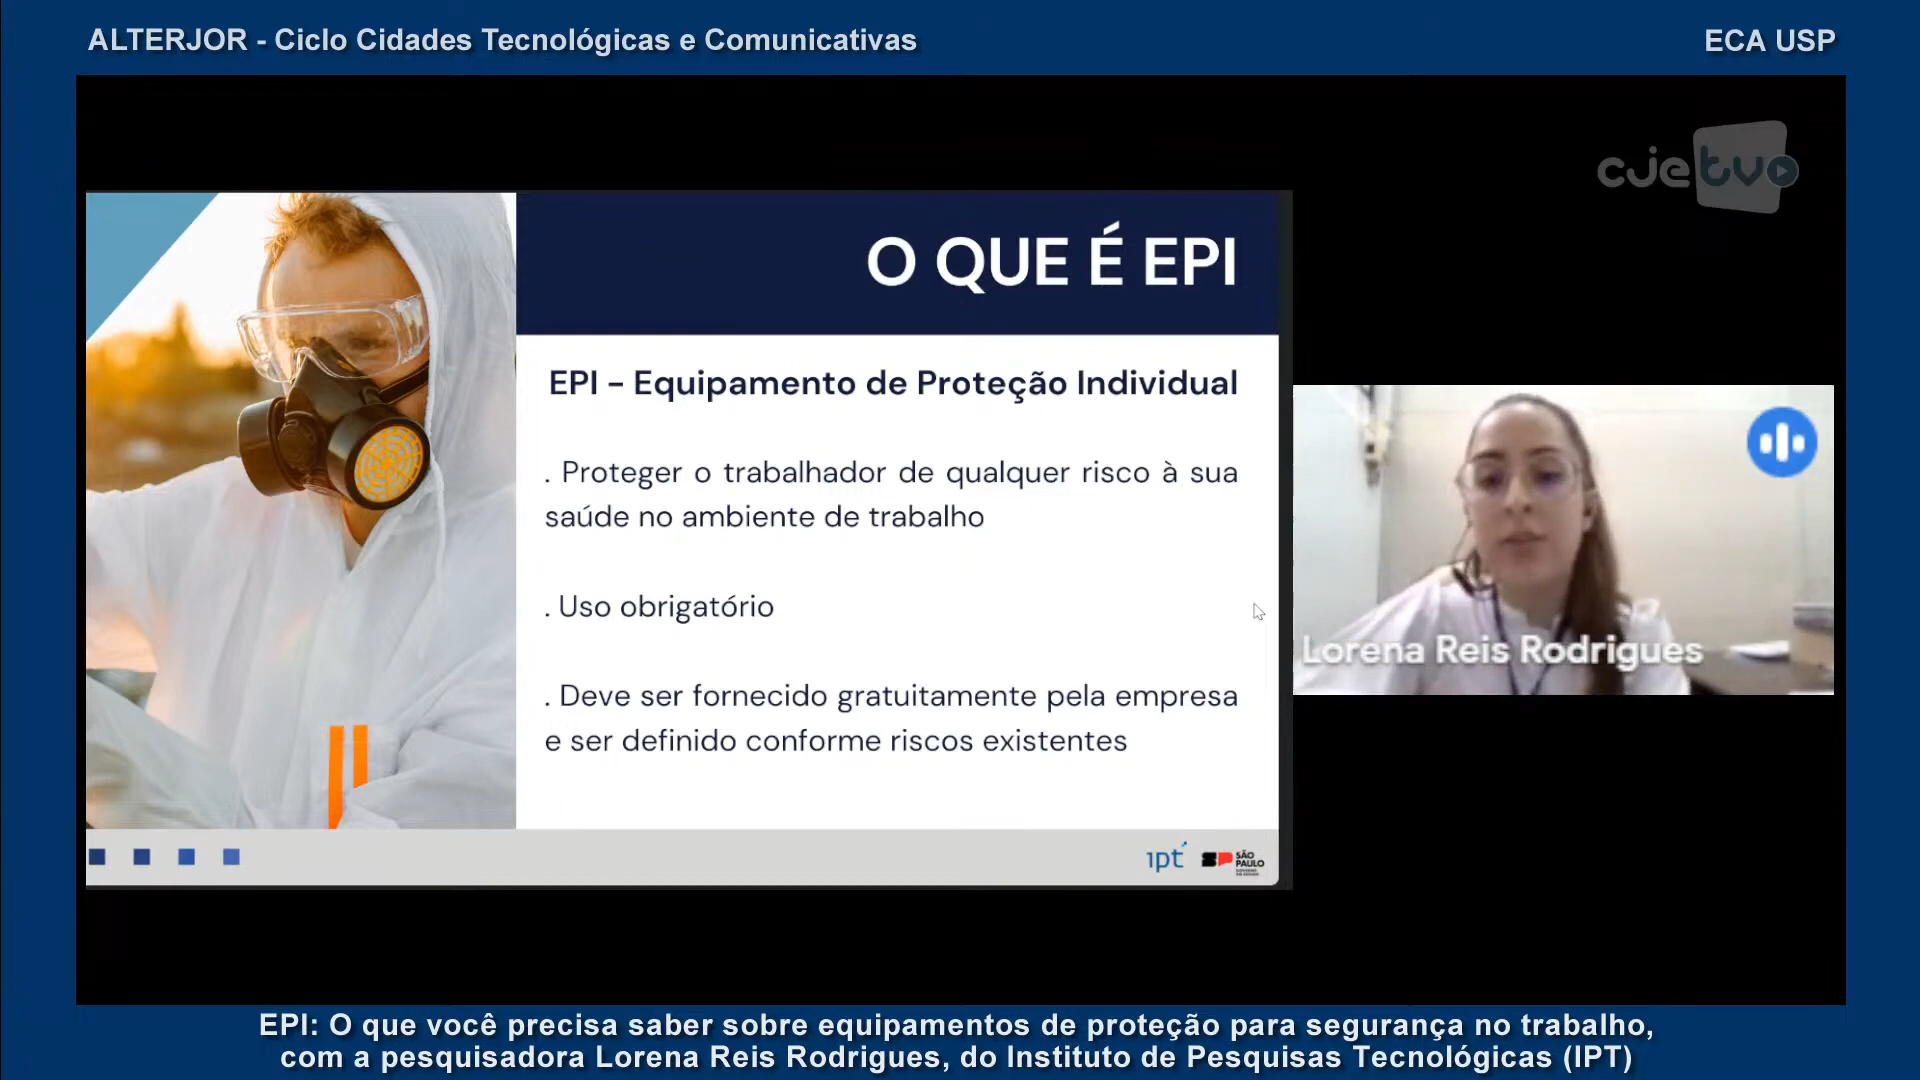 ALTERJOR - Ciclo Cidades Tecnológicas e Comunicativas
ECA USP
cje tv
O QUE É EPI
EPI – Equipamento de Proteção Individual
. Proteger o trabalhador de qualquer risco à sua
saúde no ambiente de trabalho
. Uso obrigatório
. Deve ser fornecido gratuitamente pela empresa
e ser definido conforme riscos existentes
Lorena Reis Rodrigues
ipt
SP SÃO
PAULO
EPI: O que você precisa saber sobre equipamentos de proteção para segurança no trabalho,
com a pesquisadora Lorena Reis Rodrigues, do Instituto de Pesquisas Tecnológicas (IPT)